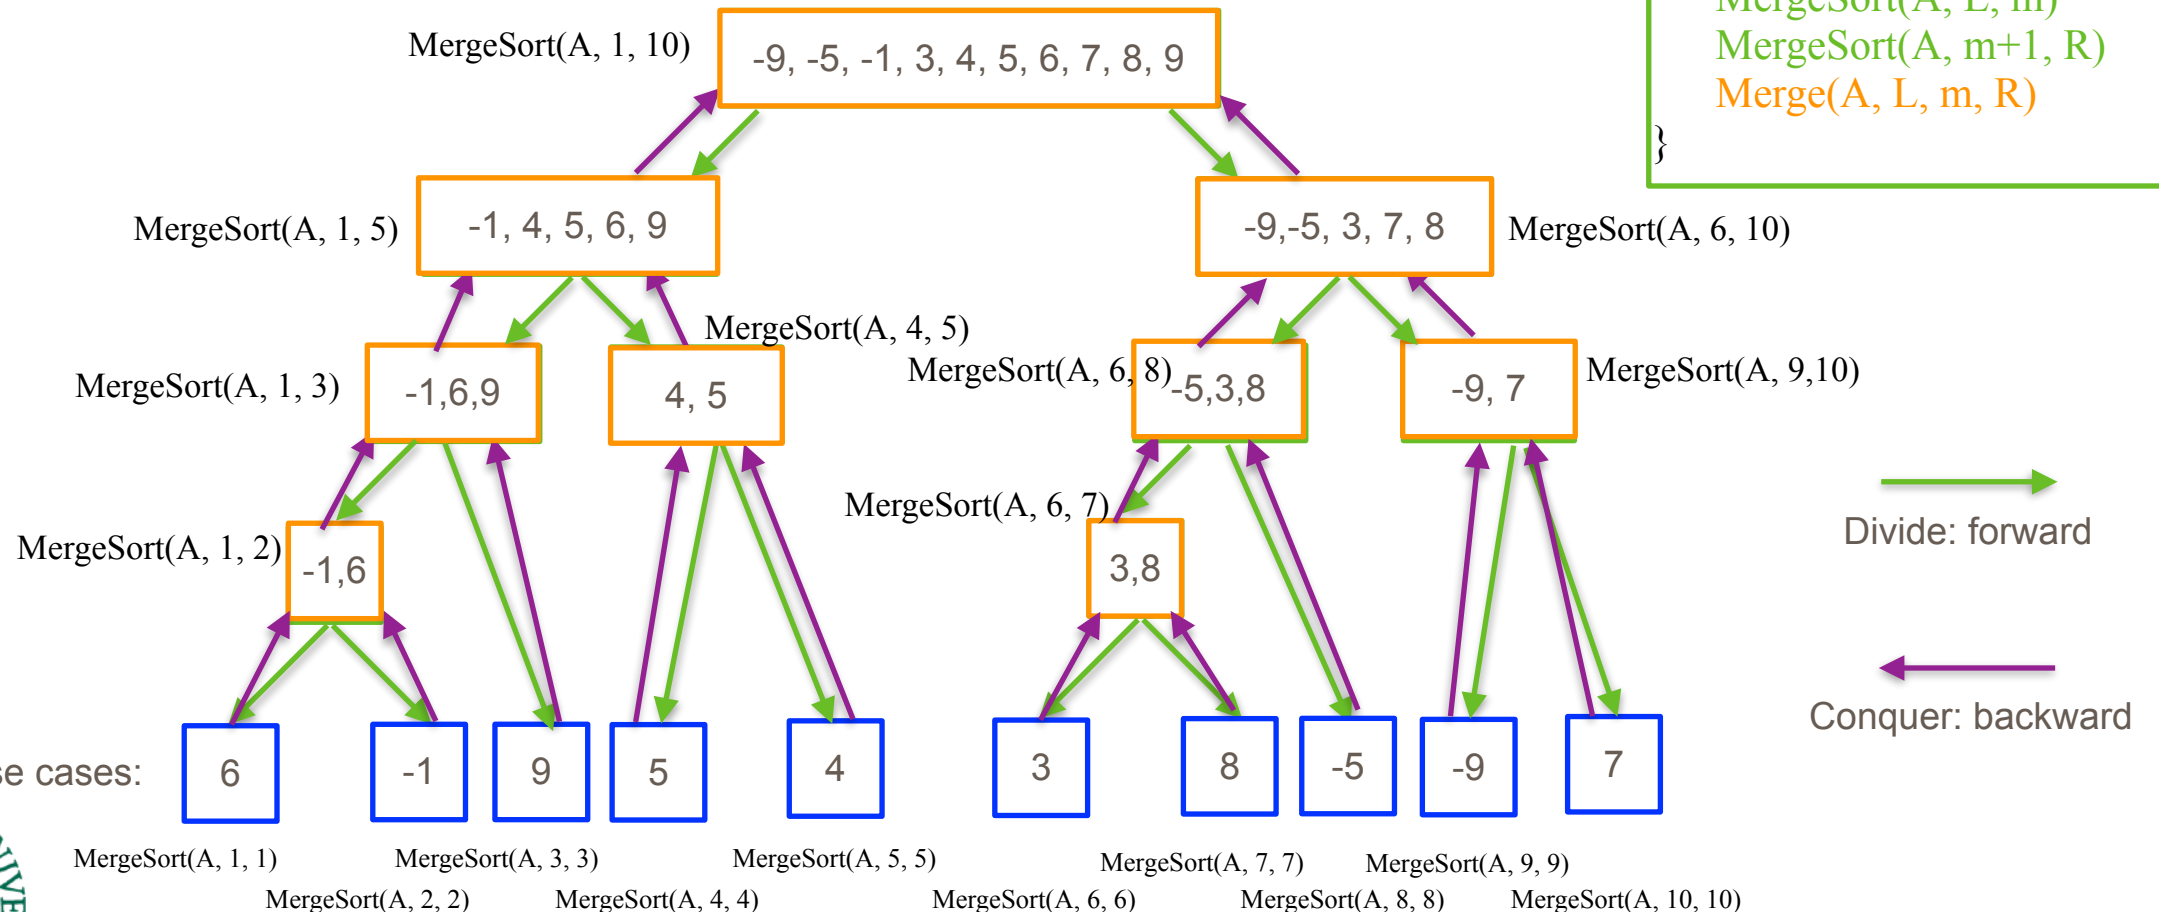 MergeSort(A, L, m)
MergeSort(A, 1, 10)
-9, -5, -1, 3, 4, 5, 6, 7, 8, 9
MergeSort(A, m+1, R)
Merge(A, L, m, R)
}
MergeSort(A, 1, 5)
-1, 4, 5, 6, 9
-9,-5, 3, 7, 8
MergeSort(A, 6, 10)
MergeSort(A, 4, 5)
MergeSort(A, 1, 3)
-1,6,9
4, 5
MergeSort(A, 6, 8)
-5,3,8
-9, 7
MergeSort(A, 9,10)
MergeSort(A, 1, 2)
-1,6
MergeSort(A, 6, 7)
3,8
Divide: forward
Conquer: backward
se cases:
6
-1
9
5
4
3
8
-5
-9
7
MergeSort(A, 1, 1)
MergeSort(A, 3, 3)
MergeSort(A, 5, 5)
MergeSort(A, 7, 7)
MergeSort(A, 9, 9)
MergeSort(A, 2, 2)
MergeSort(A, 4, 4)
MergeSort(A, 6, 6)
MergeSort(A, 8, 8)
MergeSort(A, 10, 10)